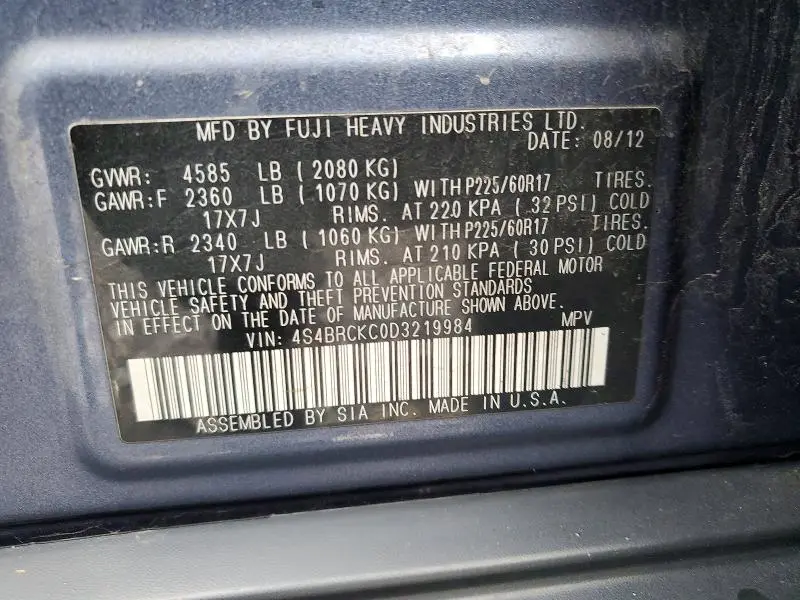 MFD BY FUJI HEAVY INDUSTRIES LTD.
DATE: 08/12
GVWR: 4585 LB ( 2080 KG)
GAWR:F 2360 LB ( 1070 KG) WITH P225/60R17 TIRES.
17X7J RIMS. AT 220 KPA ( 32 PSI) COLD
GAWR:R 2340 LB ( 1060 KG) WITH P225/60R17 TIRES.
17X7J RIMS. AT 210 KPA ( 30 PSI) COLD
THIS VEHICLE CONFORMS TO ALL APPLICABLE FEDERAL MOTOR
VEHICLE SAFETY AND THEFT PREVENTION STANDARDS
IN EFFECT ON THE DATE OF MANUFACTURE SHOWN ABOVE.
VIN: 4S4BRCKC0D3219984 MPV
ASSEMBLED BY SIA INC. MADE IN U.S.A.